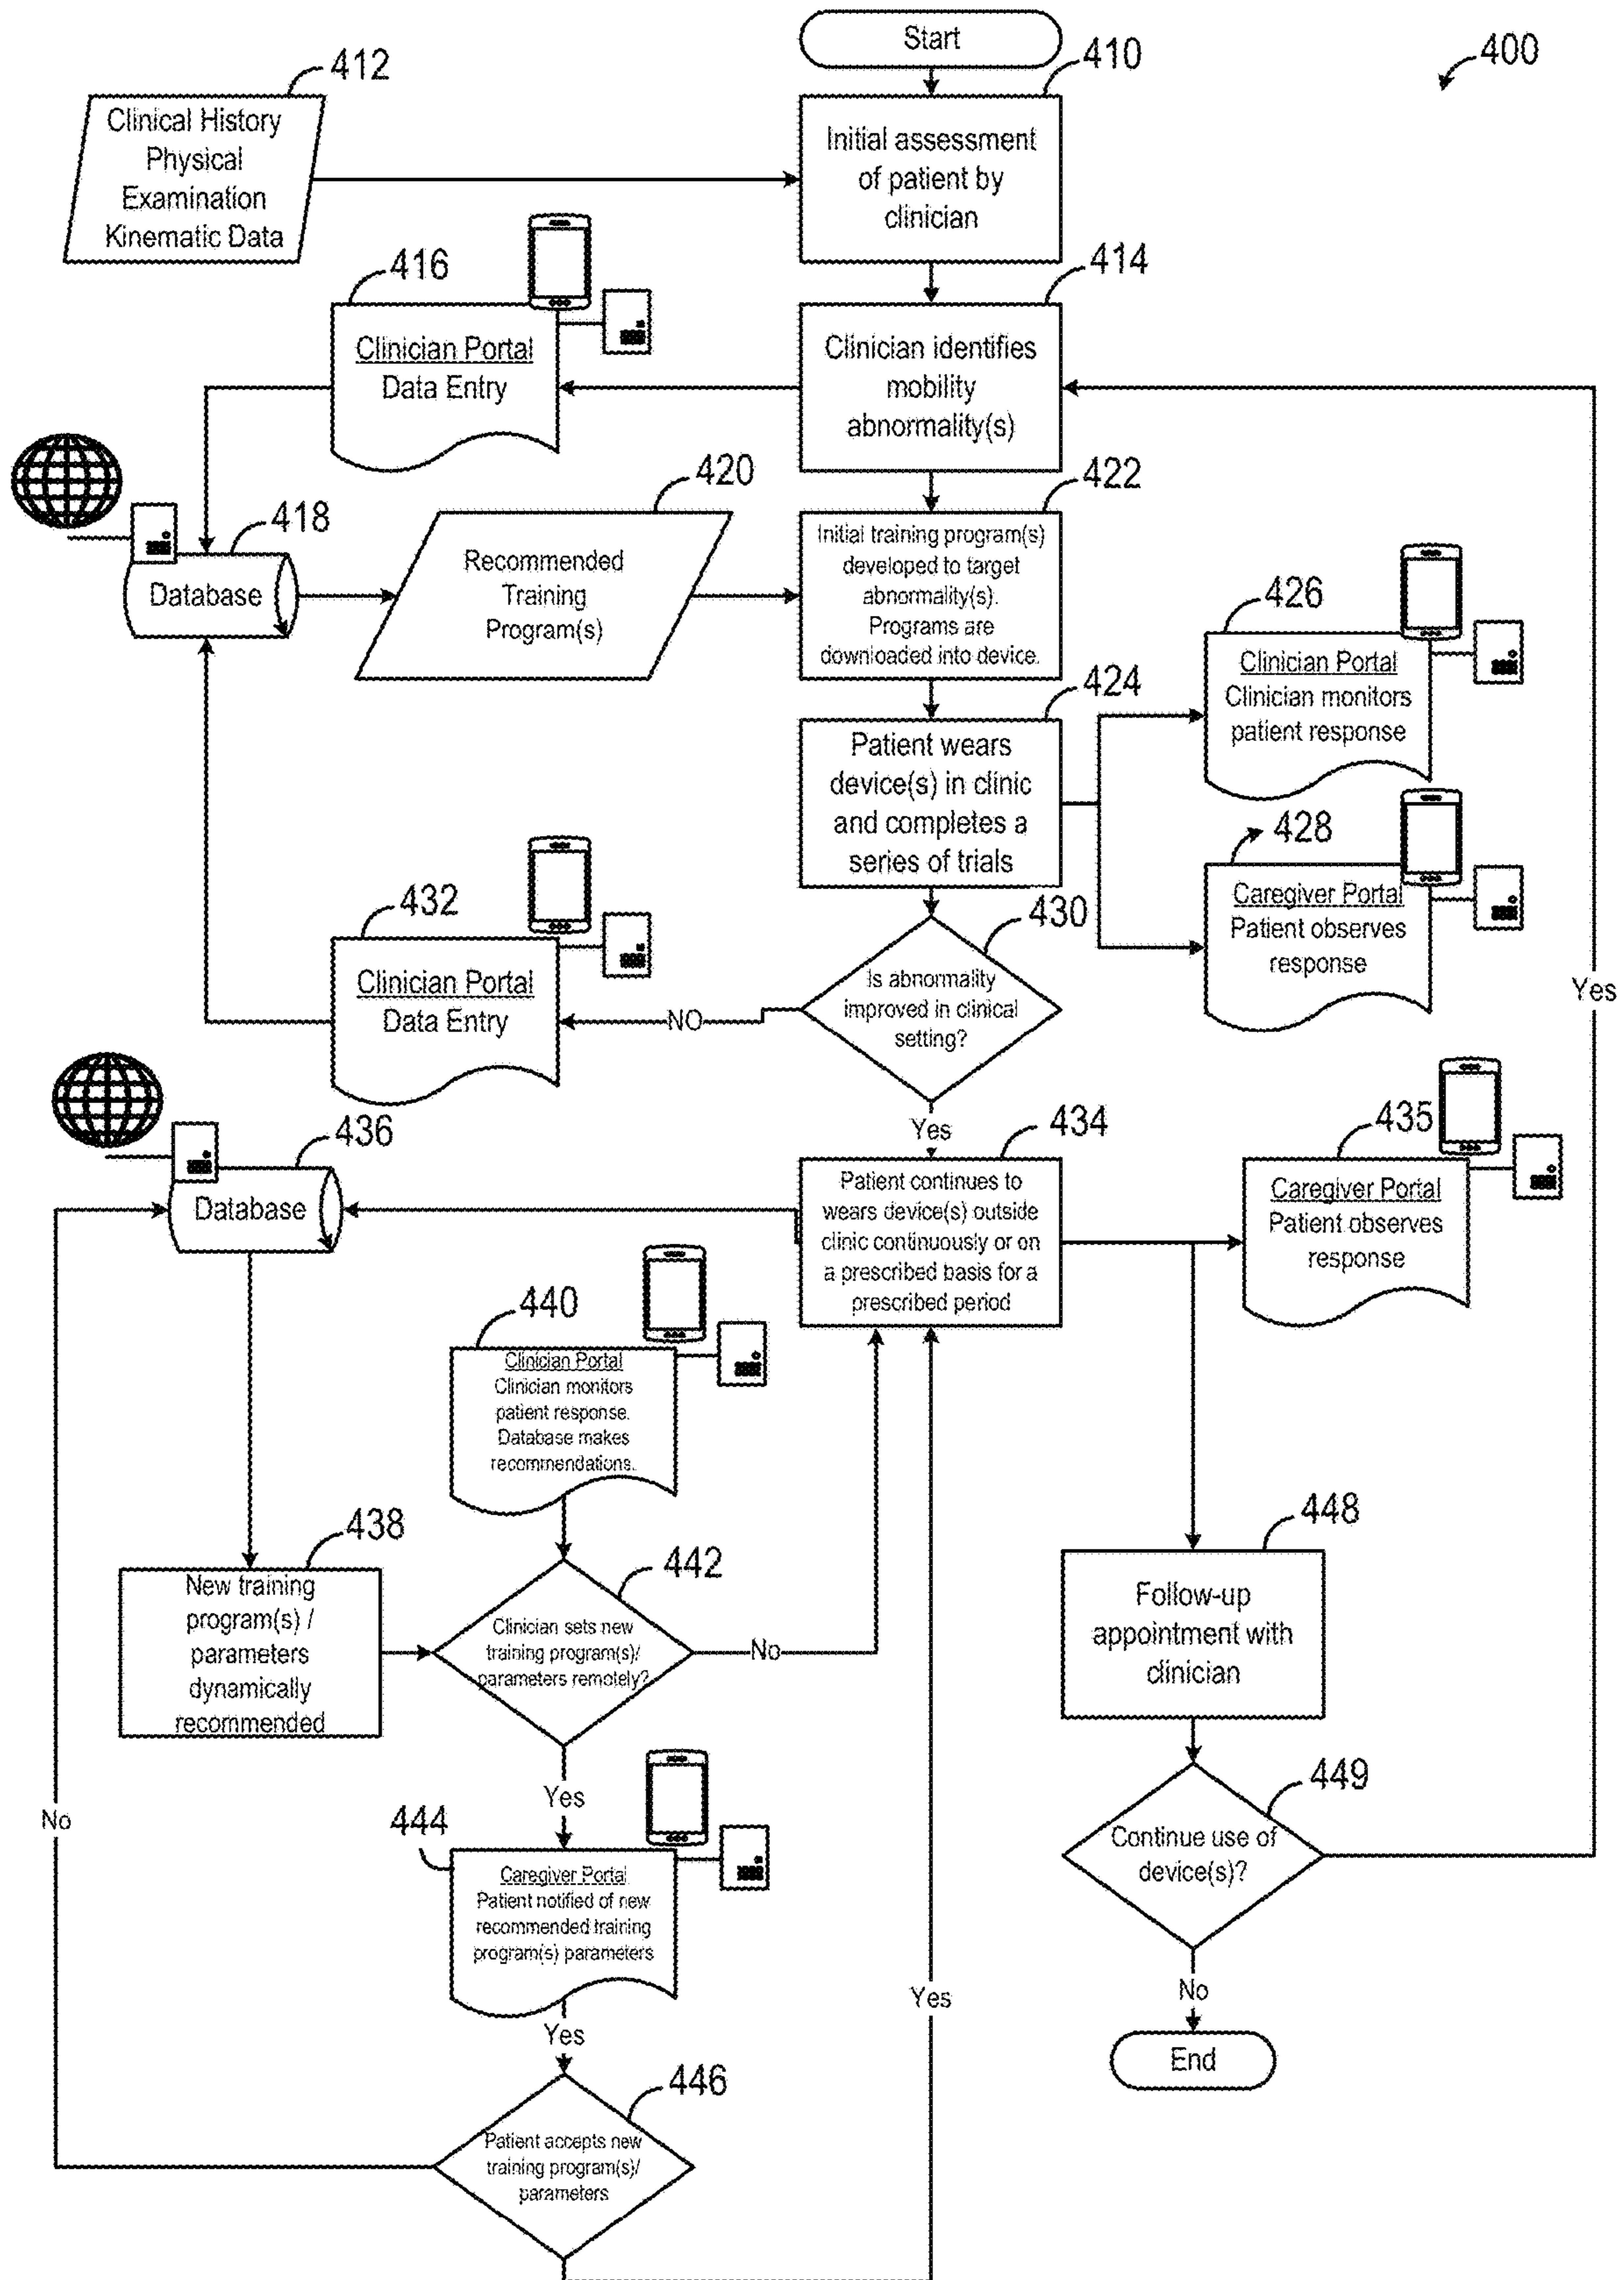 Start
400
412
410
Clinical History
Physical
Examination
Kinematic Data
Initial assessment
of patient by
clinician
416
414
Clinician Portal
Data Entry
Clinician identifies
mobility
abnormality(s)
418
Database
420
Recommended
Training
Program(s)
422
Initial training program(s)
developed to target
abnormality(s).
Programs are
downloaded into device.
424
Patient wears
device(s) in clinic
and completes a
series of trials
426
Clinician Portal
Clinician monitors
patient response
428
Caregiver Portal
Patient observes
response
430
Is abnormality
improved in clinical
setting?
NO
432
Clinician Portal
Data Entry
Yes
Yes
434
Patient continues to
wears device(s) outside
clinic continuously or on
a prescribed basis for a
prescribed period
435
Caregiver Portal
Patient observes
response
436
Database
440
Clinician Portal
Clinician monitors
patient response.
Database makes
recommendations.
438
New training
program(s) /
parameters
dynamically
recommended
442
Clinician sets new
training program(s)/
parameters remotely?
No
448
Follow-up
appointment with
clinician
Yes
449
Continue use of
device(s)?
No
444
Caregiver Portal
Patient notified of new
recommended training
program(s) parameters
Yes
Yes
No
End
446
Patient accepts new
training program(s)/
parameters